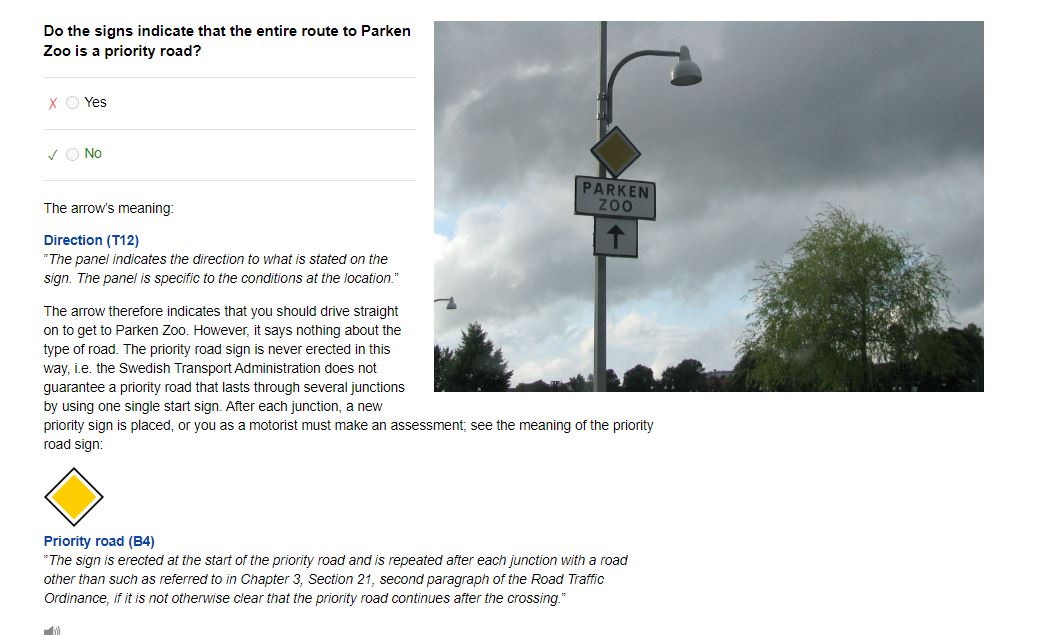 Do the signs indicate that the entire route to Parken
Zoo is a priority road?
Yes
No
The arrow's meaning:
Direction (T12)
"The panel indicates the direction to what is stated on the
sign. The panel is specific to the conditions at the location."
The arrow therefore indicates that you should drive straight
on to get to Parken Zoo. However, it says nothing about the
type of road. The priority road sign is never erected in this
way, i.e. the Swedish Transport Administration does not
guarantee a priority road that lasts through several junctions
by using one single start sign. After each junction, a new
priority sign is placed, or you as a motorist must make an assessment; see the meaning of the priority
road sign:
Priority road (B4)
"The sign is erected at the start of the priority road and is repeated after each junction with a road
other than such as referred to in Chapter 3, Section 21, second paragraph of the Road Traffic
Ordinance, if it is not otherwise clear that the priority road continues after the crossing."
PARKEN
ZOO